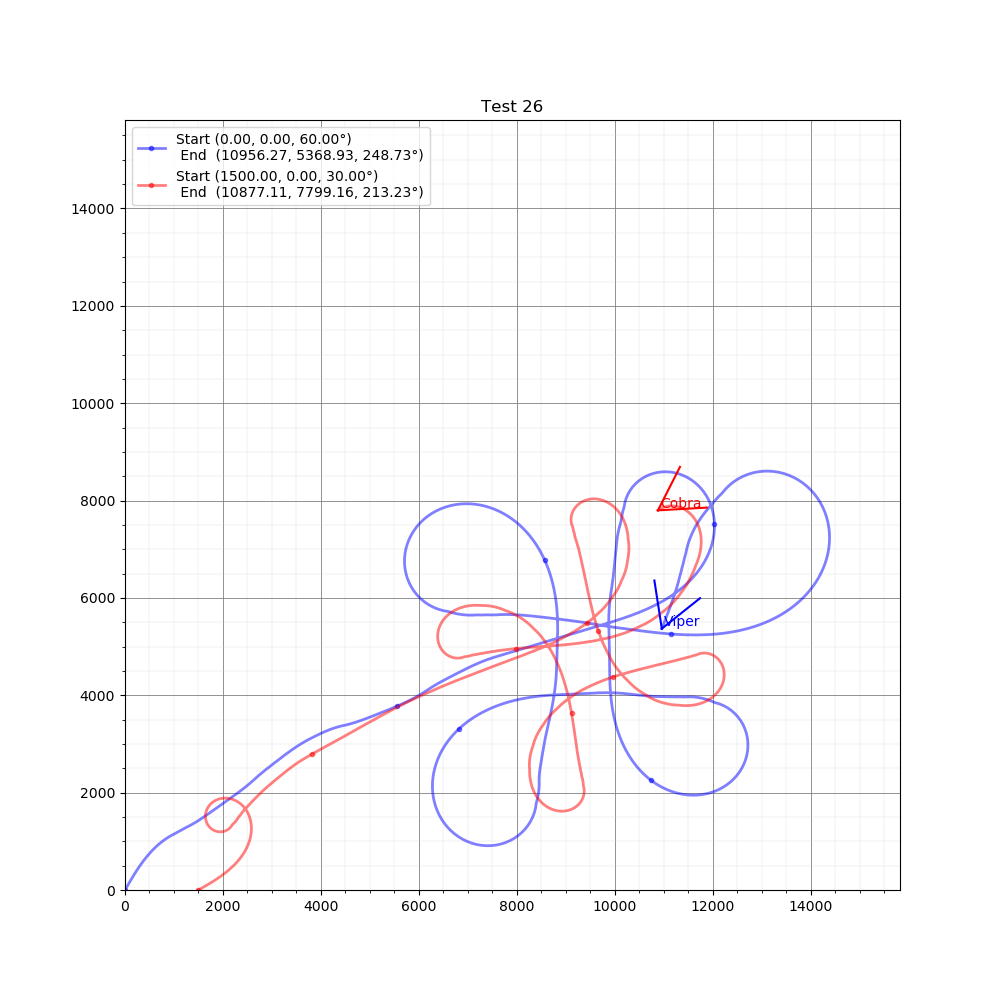 Test 26
Start (0.00, 0.00, 60.00°)
End (10956.27, 5368.93, 248.73°)
Start (1500.00, 0.00, 30.00°)
End (10877.11, 7799.16, 213.23°)
14000
12000
10000
8000
Cobra
6000
Viper
4000
2000
0
0 2000 4000 6000 8000 10000 12000 14000